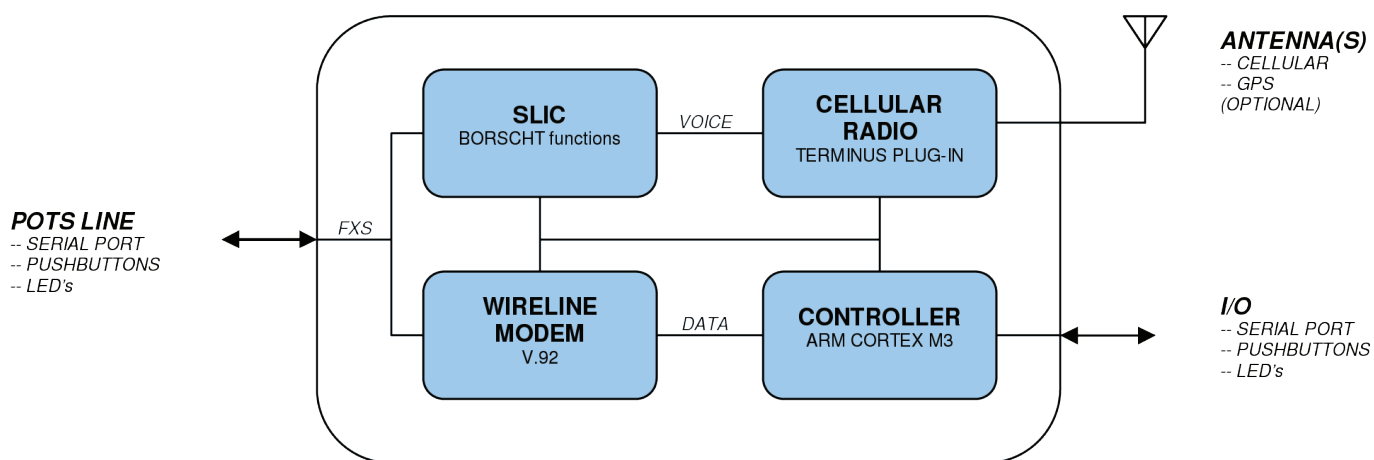 ANTENNA(S)
-- CELLULAR
-- GPS
(OPTIONAL)
SLIC
BORSCHT functions
VOICE
CELLULAR
RADIO
TERMINUS PLUG-IN
POTS LINE
-- SERIAL PORT
-- PUSHBUTTONS
-- LED's
FXS
WIRELINE
MODEM
V.92
DATA
CONTROLLER
ARM CORTEX M3
I/O
-- SERIAL PORT
-- PUSHBUTTONS
-- LED's